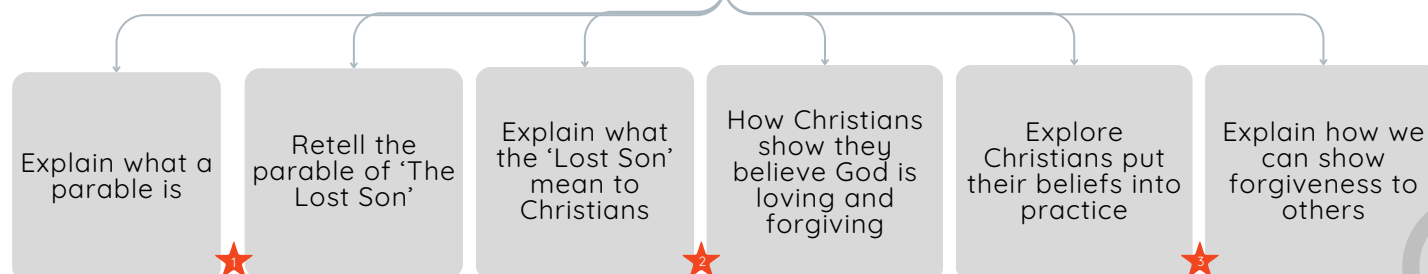 Explain what a
parable is
Retell the
parable of ‘The
Lost Son’
Explain what
the ‘Lost Son’
mean to
Christians
How Christians
show they
believe God is
loving and
forgiving
Explore
Christians put
their beliefs into
practice
Explain how we
can show
forgiveness to
others
1
2
3